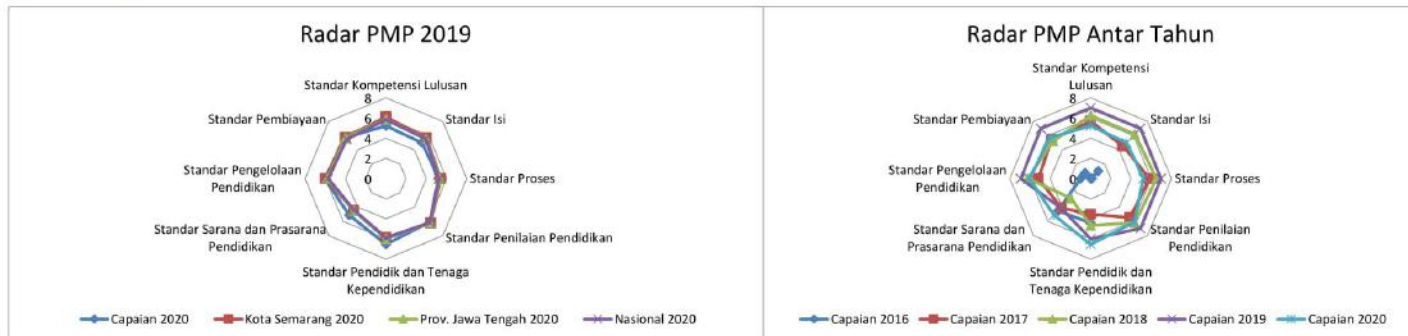 Radar PMP 2019
Standar Kompetensi Lulusan
8
6
4
2
0
Standar Isi
Standar Proses
Standar Penilaian Pendidikan
Standar Pendidik dan Tenaga
Kependidikan
Standar Sarana dan Prasarana
Pendidikan
Standar Pengelolaan
Pendidikan
Standar Pembiayaan
Capaian 2020
Kota Semarang 2020
Prov. Jawa Tengah 2020
Nasional 2020
Radar PMP Antar Tahun
Standar Kompetensi
Lulusan
8
6
4
2
0
Standar Isi
Standar Proses
Standar Penilaian
Pendidikan
Standar Pendidik dan
Tenaga Kependidikan
Standar Sarana dan
Prasarana Pendidikan
Standar Pengelolaan
Pendidikan
Standar Pembiayaan
Capaian 2016
Capaian 2017
Capaian 2018
Capaian 2019
Capaian 2020